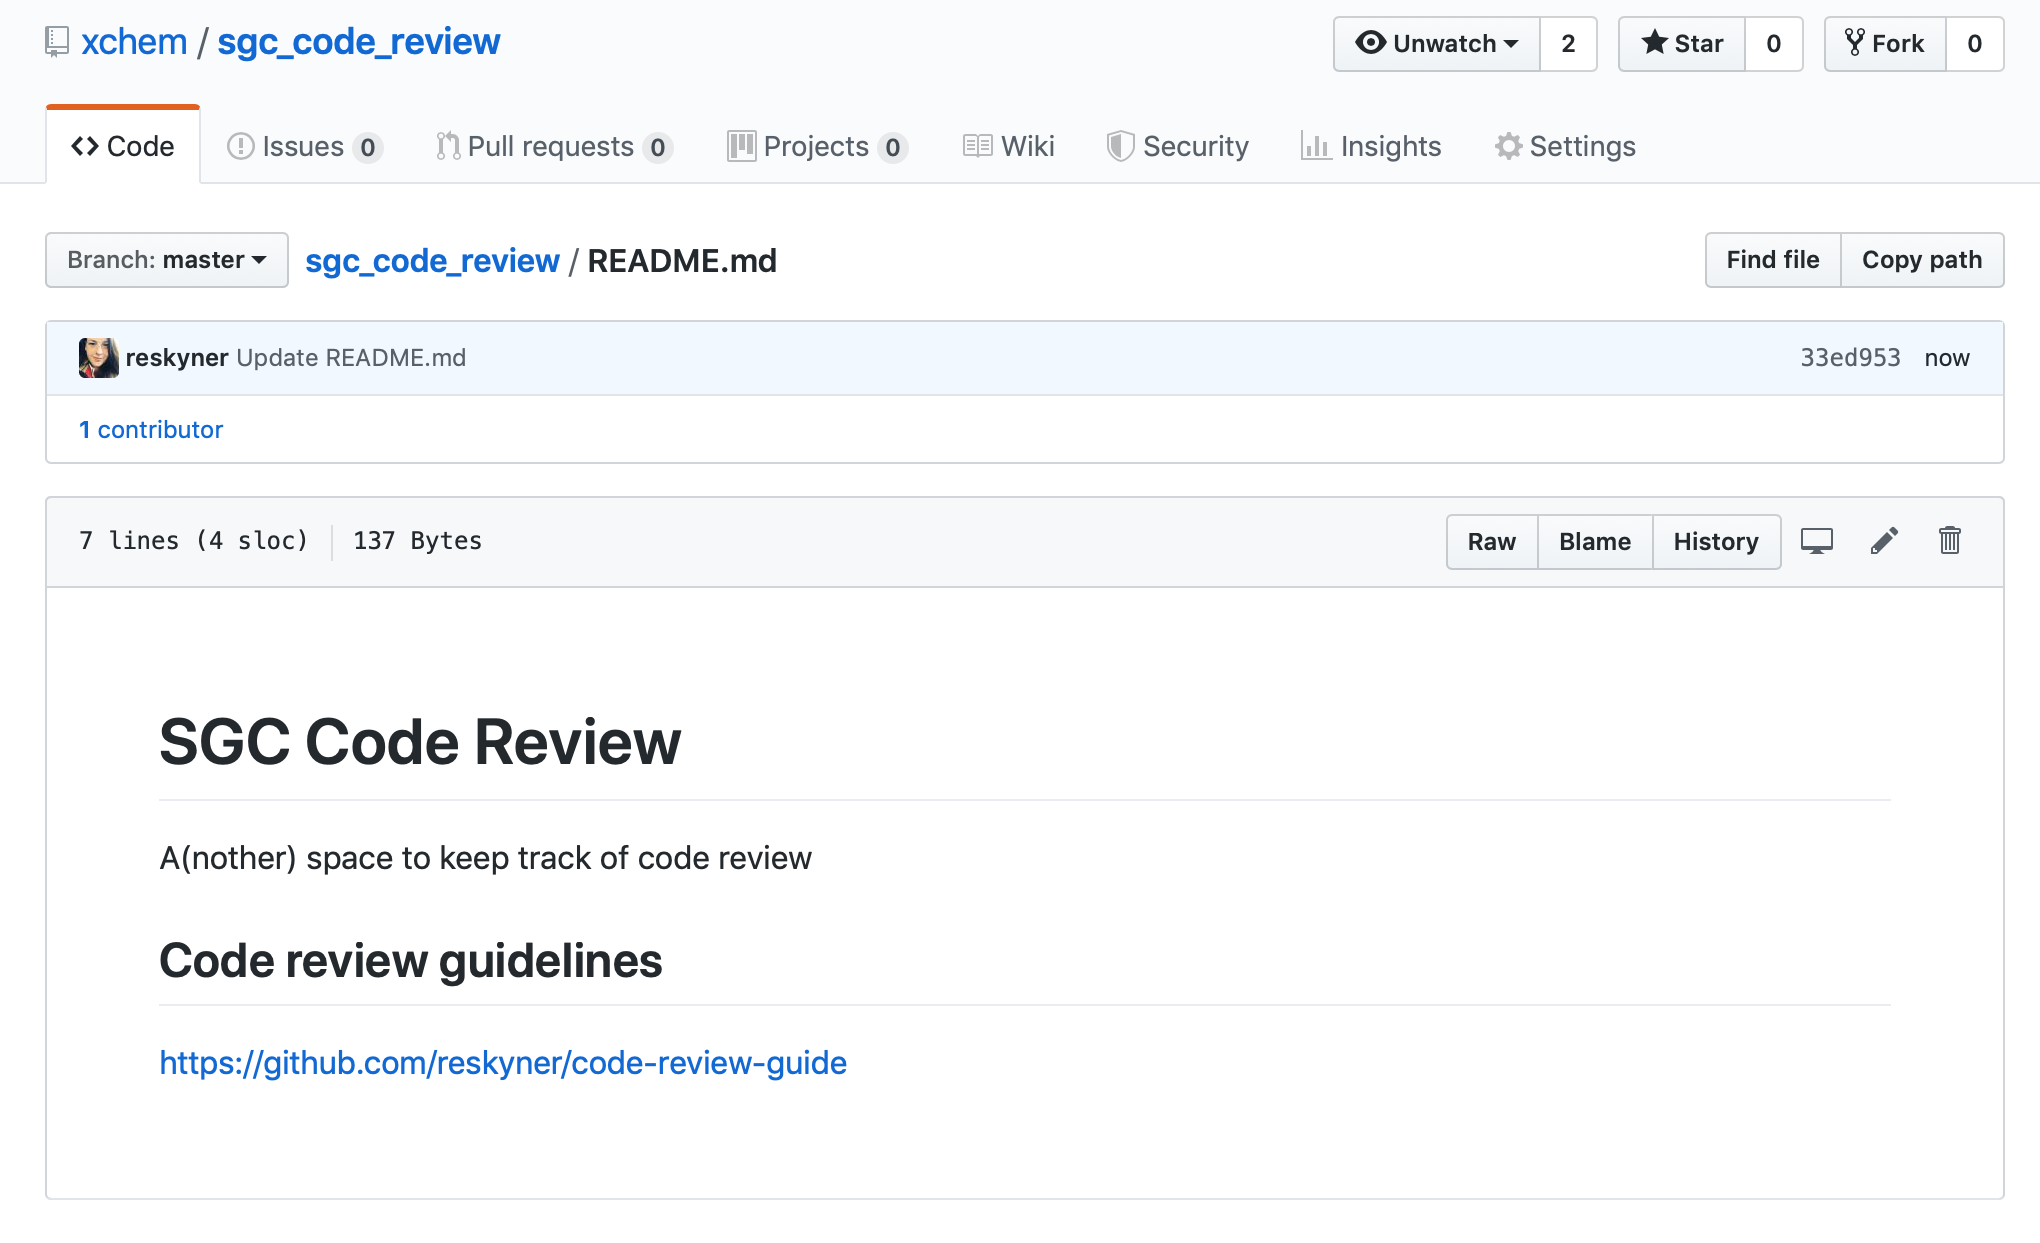 xchem / sgc_code_review
Unwatch 2 Star 0 Fork 0
Code Issues 0 Pull requests 0 Projects 0 Wiki Security Insights Settings
Branch: master sgc_code_review / README.md Find file Copy path
reskyner Update README.md 33ed953 now
1 contributor
7 lines (4 sloc) 137 Bytes Raw Blame History
SGC Code Review
A(nother) space to keep track of code review
Code review guidelines
https://github.com/reskyner/code-review-guide